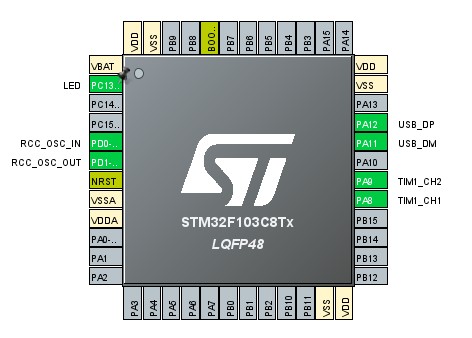 VDD
VSS
PB9
PB8
BOO..
PB7
PB6
PB5
PB4
PB3
PA15
PA14
VBAT
LED PC13..
PC14..
PC15..
RCC_OSC_IN PD0-..
RCC_OSC_OUT PD1-..
NRST
VSSA
VDDA
PA0-..
PA1
PA2
STM32F103C8Tx
LQFP48
VDD
VSS
PA13
PA12 USB_DP
PA11 USB_DM
PA10
PA9 TIM1_CH2
PA8 TIM1_CH1
PB15
PB14
PB13
PB12
PA3
PA4
PA5
PA6
PA7
PB0
PB1
PB2
PB10
PB11
VSS
VDD